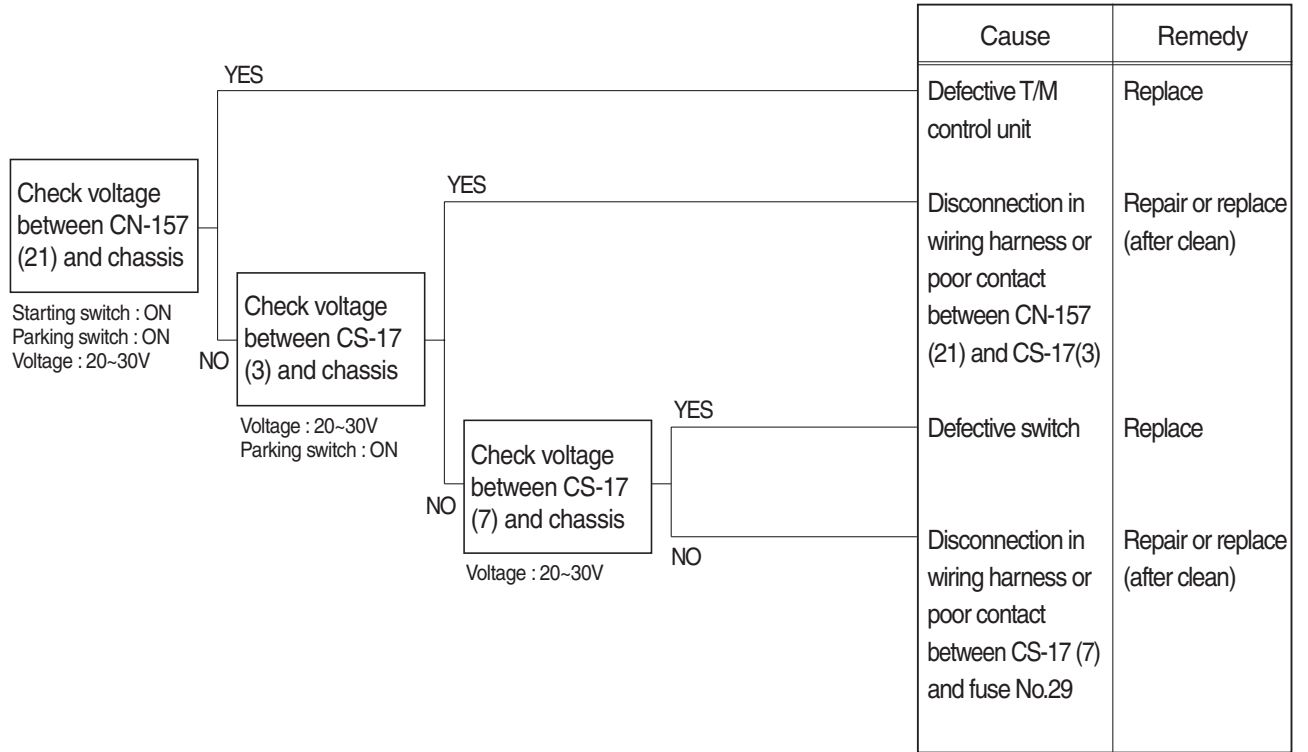 Cause
Remedy
YES
Defective T/M
control unit
Replace
Check voltage
between CN-157
(21) and chassis
Starting switch : ON
Parking switch : ON
Voltage : 20~30V
YES
Disconnection in
wiring harness or
poor contact
between CN-157
(21) and CS-17(3)
Repair or replace
(after clean)
NO
Check voltage
between CS-17
(3) and chassis
Voltage : 20~30V
Parking switch : ON
YES
Defective switch
Replace
NO
Check voltage
between CS-17
(7) and chassis
Voltage : 20~30V
NO
Disconnection in
wiring harness or
poor contact
between CS-17 (7)
and fuse No.29
Repair or replace
(after clean)